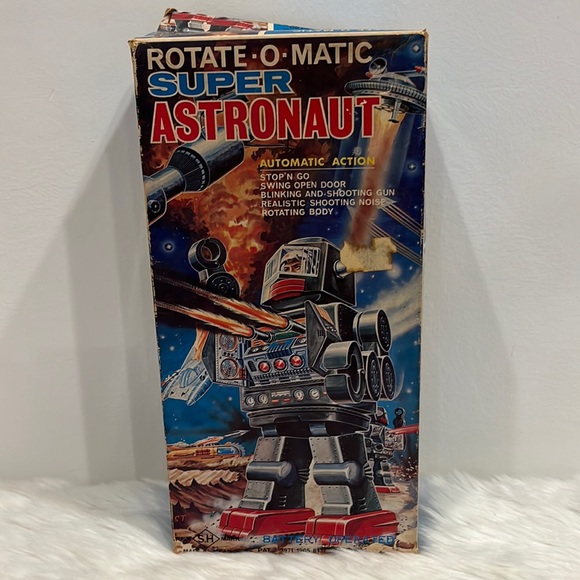 ROTATE-O-MATIC
SUPER
ASTRONAUT
AUTOMATIC ACTION
STOP'N GO
SWING OPEN DOOR
BLINKING AND SHOOTING GUN
REALISTIC SHOOTING NOISE
ROTATING BODY
SH
BATTERY OPERATED